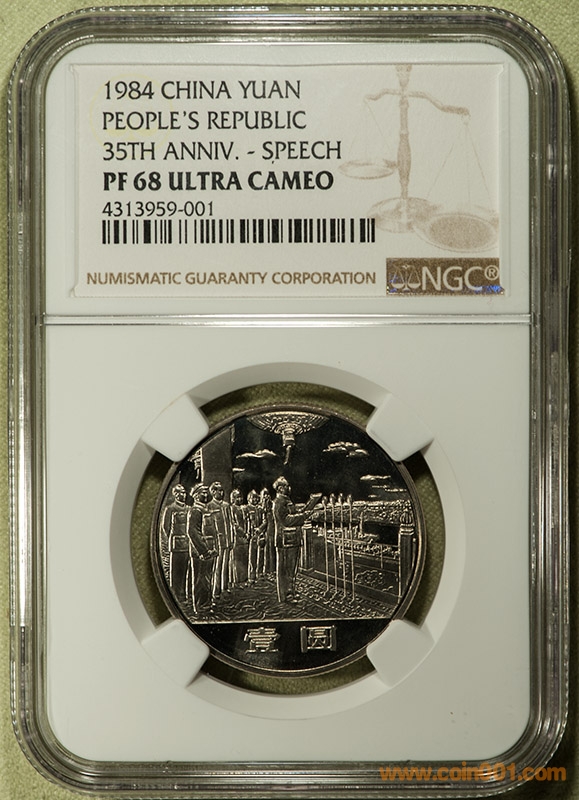 1984 CHINA YUAN
PEOPLE'S REPUBLIC
35TH ANNIV. - SPEECH
PF 68 ULTRA CAMEO
4313959-001
NUMISMATIC GUARANTY CORPORATION
NGC®
壹 圆
www.coin001.com